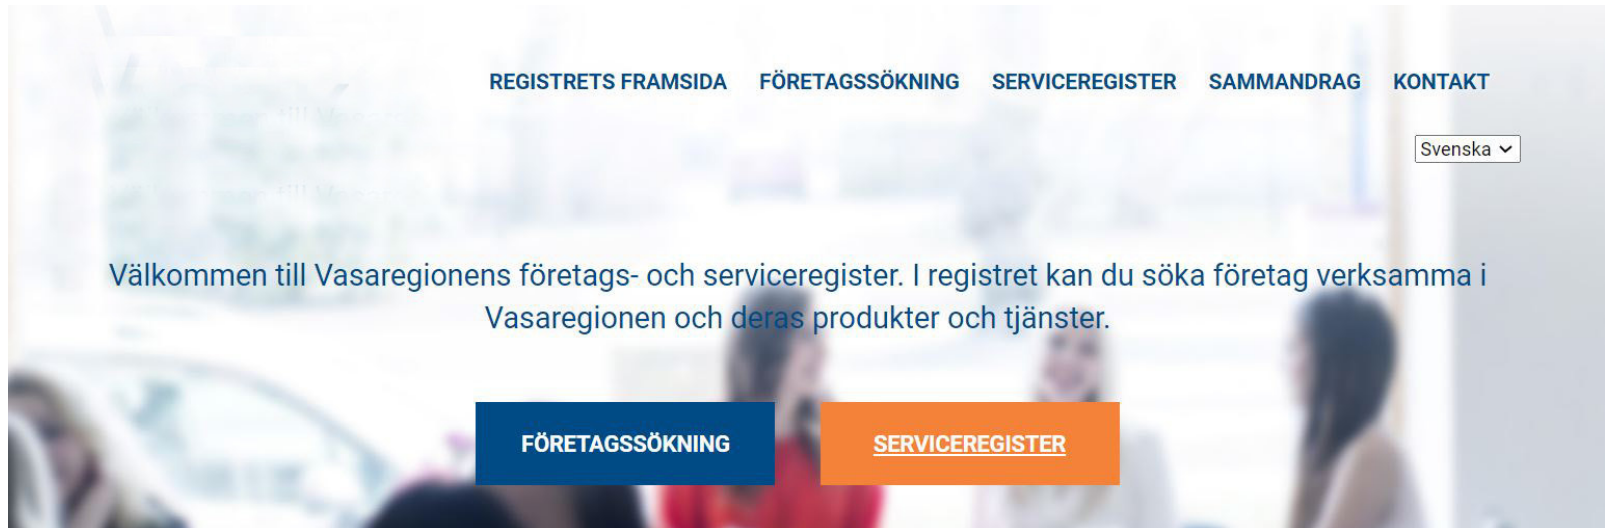 REGISTRETS FRAMSIDA FÖRETAGSSÖKNING SERVICEREGISTER SAMMANDRAG KONTAKT
Svenska
Välkommen till Vasaregionens företags- och serviceregister. I registret kan du söka företag verksamma i
Vasaregionen och deras produkter och tjänster.
FÖRETAGSSÖKNING SERVICEREGISTER